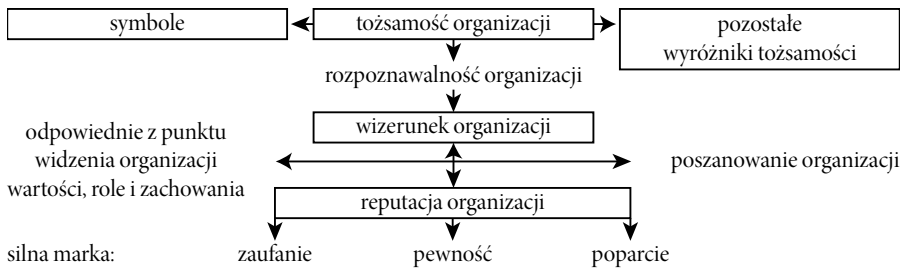 symbole
tożsamość organizacji
pozostałe
wyróżniki tożsamości
rozpoznawalność organizacji
wizerunek organizacji
odpowiednie z punktu
widzenia organizacji
wartości, role i zachowania
poszanowanie organizacji
reputacja organizacji
silna marka:
zaufanie
pewność
poparcie